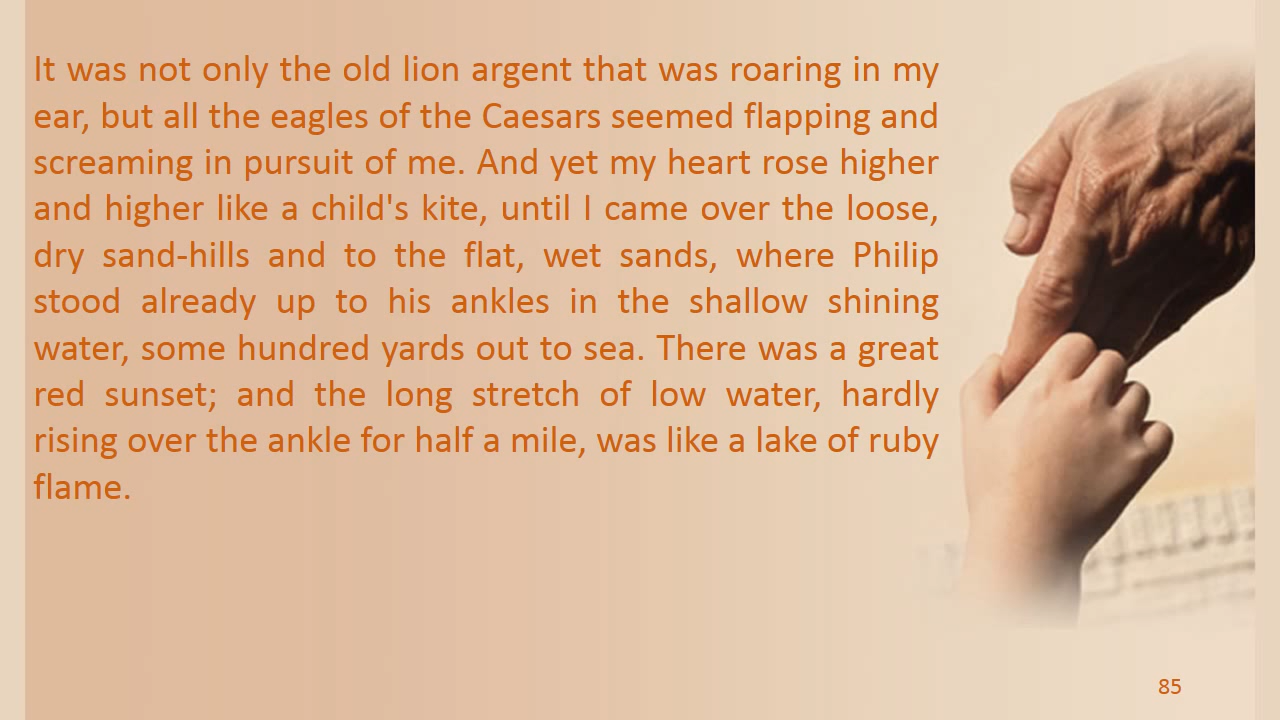 It was not only the old lion argent that was roaring in my
ear, but all the eagles of the Caesars seemed flapping and
screaming in pursuit of me. And yet my heart rose higher
and higher like a child's kite, until I came over the loose,
dry sand-hills and to the flat, wet sands, where Philip
stood already up to his ankles in the shallow shining
water, some hundred yards out to sea. There was a great
red sunset; and the long stretch of low water, hardly
rising over the ankle for half a mile, was like a lake of ruby
flame.
85